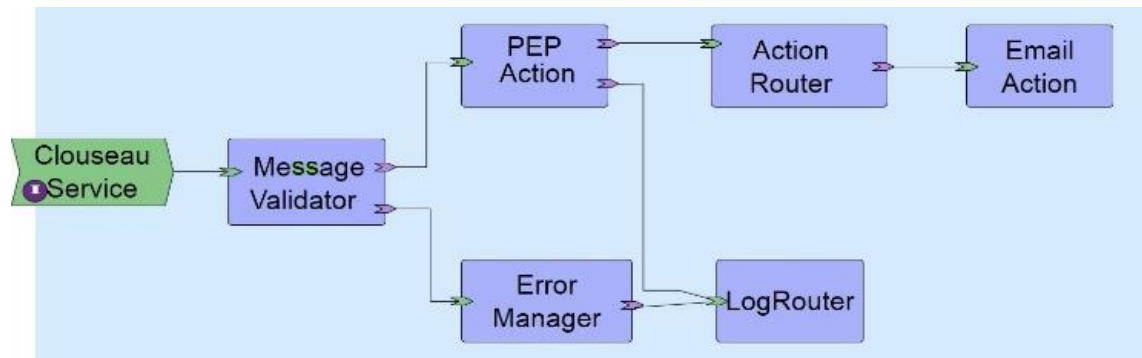 Clouseau
Service
Message
Validator
PEP
Action
Action
Router
Email
Action
Error
Manager
LogRouter